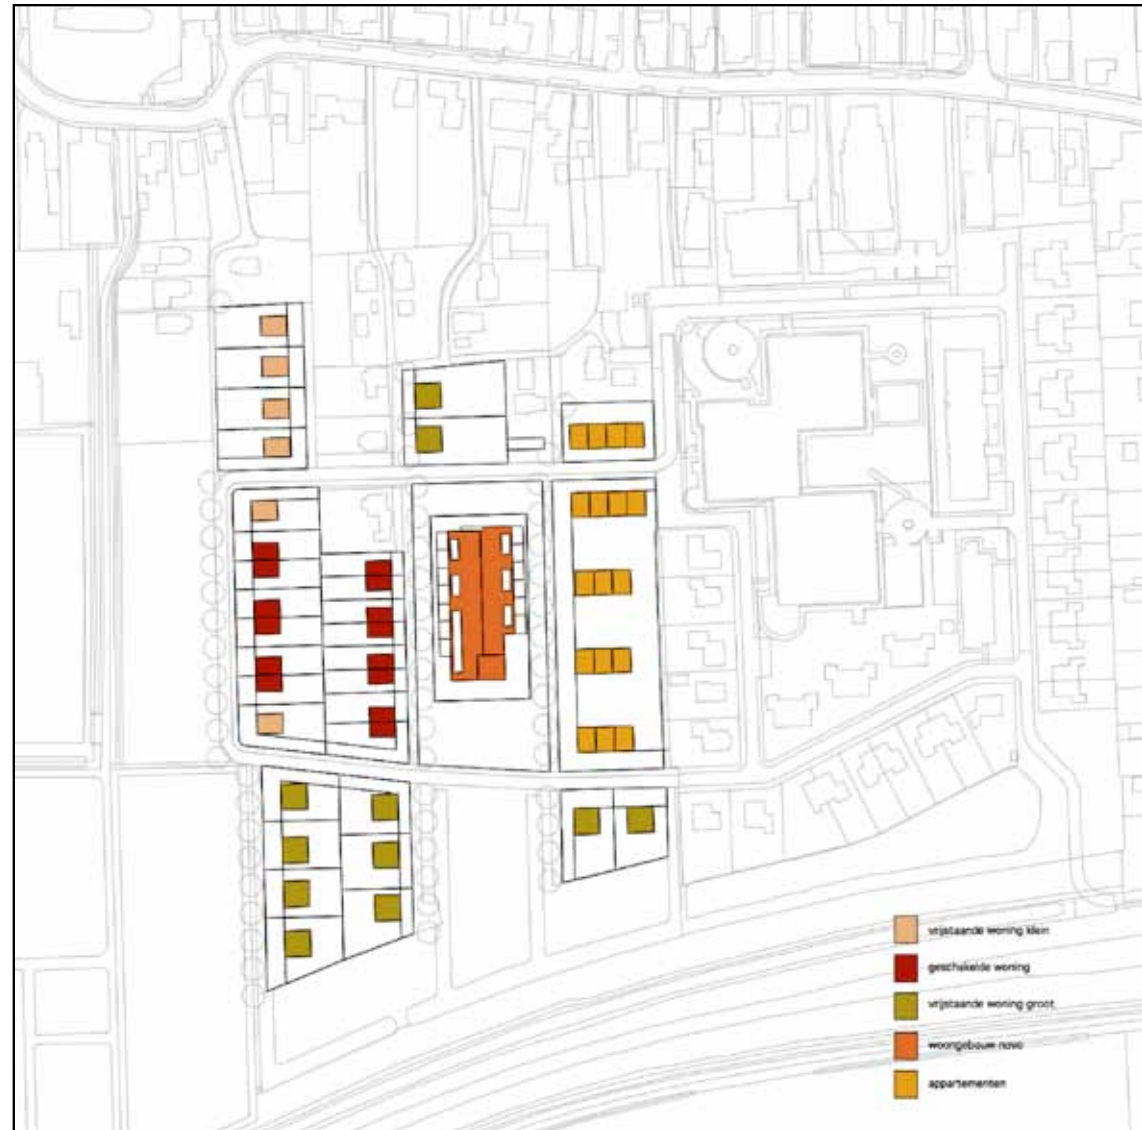 vrijstaande woning klein
geschakelde woning
vrijstaande woning groot
woongebouw novo
appartementen